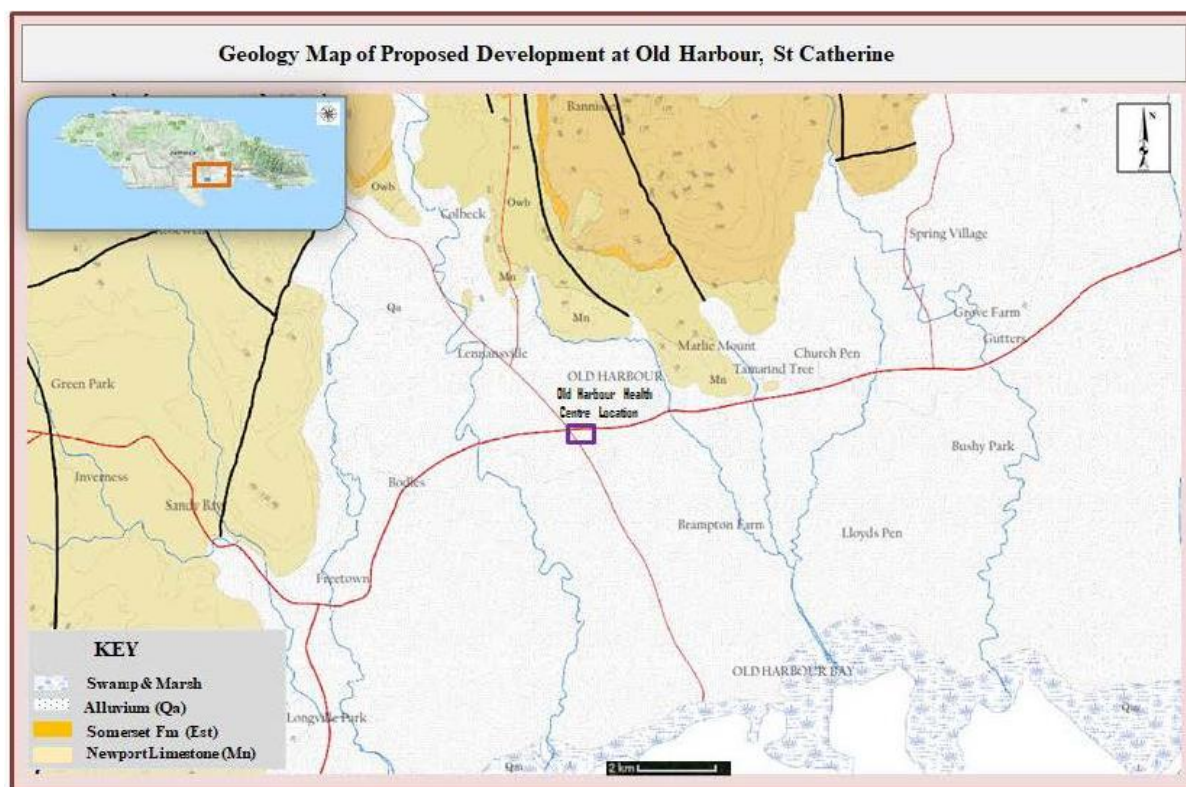 Geology Map of Proposed Development at Old Harbour, St Catherine
JAMAICA
N
Bannister
Owb
Owb
Colbeck
Spring Village
Mn
Qa
Mn
Grove Farm
Gutters
Lennansville
Marlie Mount
Church Pen
Tamarind Tree
Green Park
OLD HARBOUR
Mn
Old Harbour Health
Centre Location
Bushy Park
Inverness
Bodles
Sandy Bay
Brampton Farm
Lloyds Pen
Freetown
KEY
Swamp & Marsh
Alluvium (Qa)
Somerset Fm (Est)
Newport Limestone (Mn)
OLD HARBOUR BAY
Longville Park
2 km